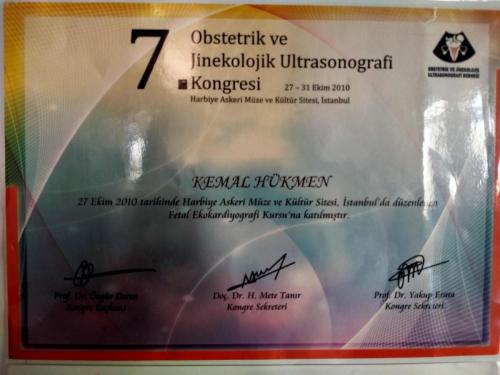 7. Obstetrik ve
Jinekolojik Ultrasonografi
Kongresi 27 – 31 Ekim 2010
Harbiye Askeri Müze ve Kültür Sitesi, İstanbul
OBSTETRİK VE JİNEKOLOJİK
ULTRASONOGRAFİ DERNEĞİ
KEMAL HÜKMEN
27 Ekim 2010 tarihinde Harbiye Askeri Müze ve Kültür Sitesi, İstanbul'da düzenlenen
Fetal Ekokardiyografi Kursu'na katılmıştır.
Prof. Dr. Özgür Deren
Kongre Başkanı
Doç. Dr. H. Mete Tanır
Kongre Sekreteri
Prof. Dr. Yakup Erata
Kongre Sekreteri